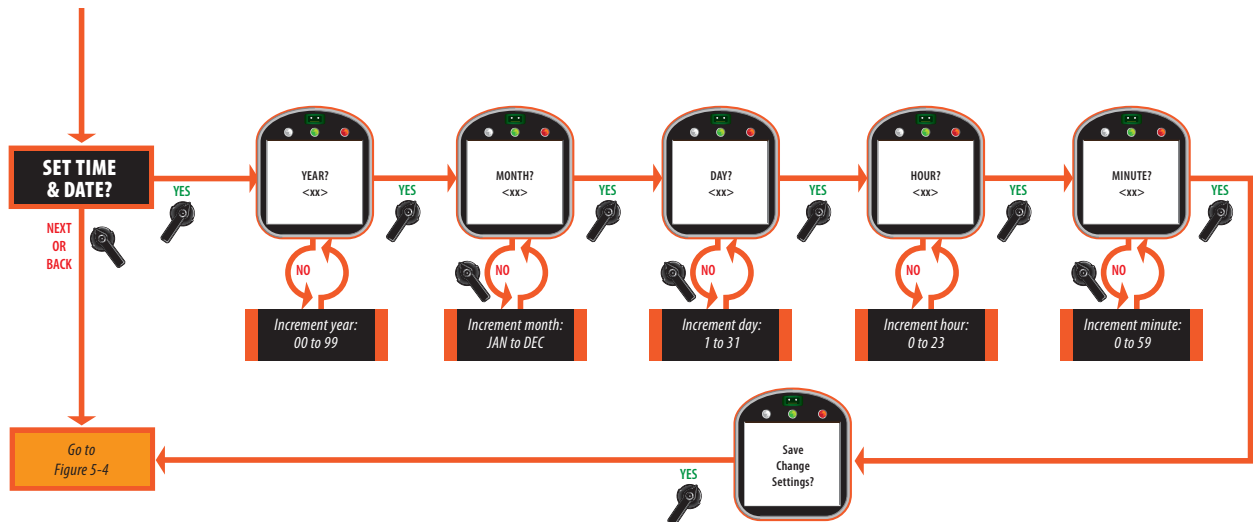 SET TIME
& DATE?
YES
NEXT
OR
BACK
YEAR?
<xx>
NO
Increment year:
00 to 99
YES
MONTH?
<xx>
NO
Increment month:
JAN to DEC
YES
DAY?
<xx>
NO
Increment day:
1 to 31
YES
HOUR?
<xx>
NO
Increment hour:
0 to 23
YES
MINUTE?
<xx>
NO
Increment minute:
0 to 59
YES
Save
Change
Settings?
YES
Go to
Figure 5-4